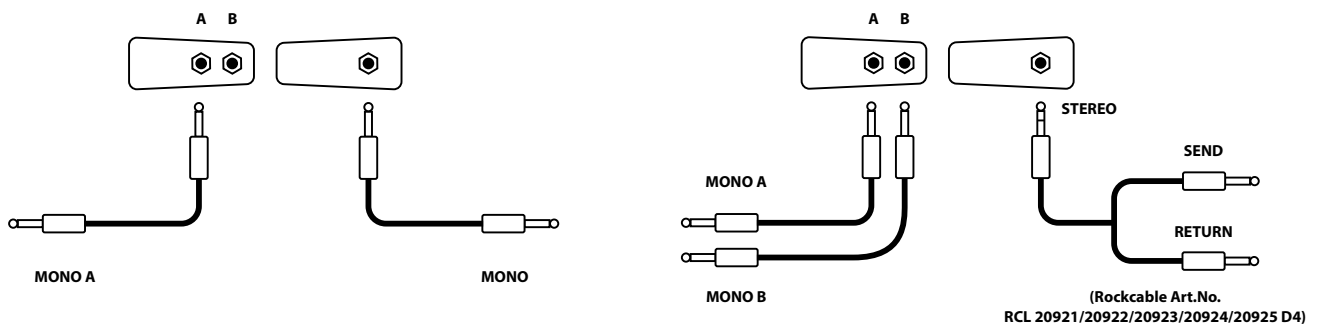 A B
MONO A
MONO
A B
STEREO
MONO A
MONO B
SEND
RETURN
(Rockcable Art.No.
RCL 20921/20922/20923/20924/20925 D4)